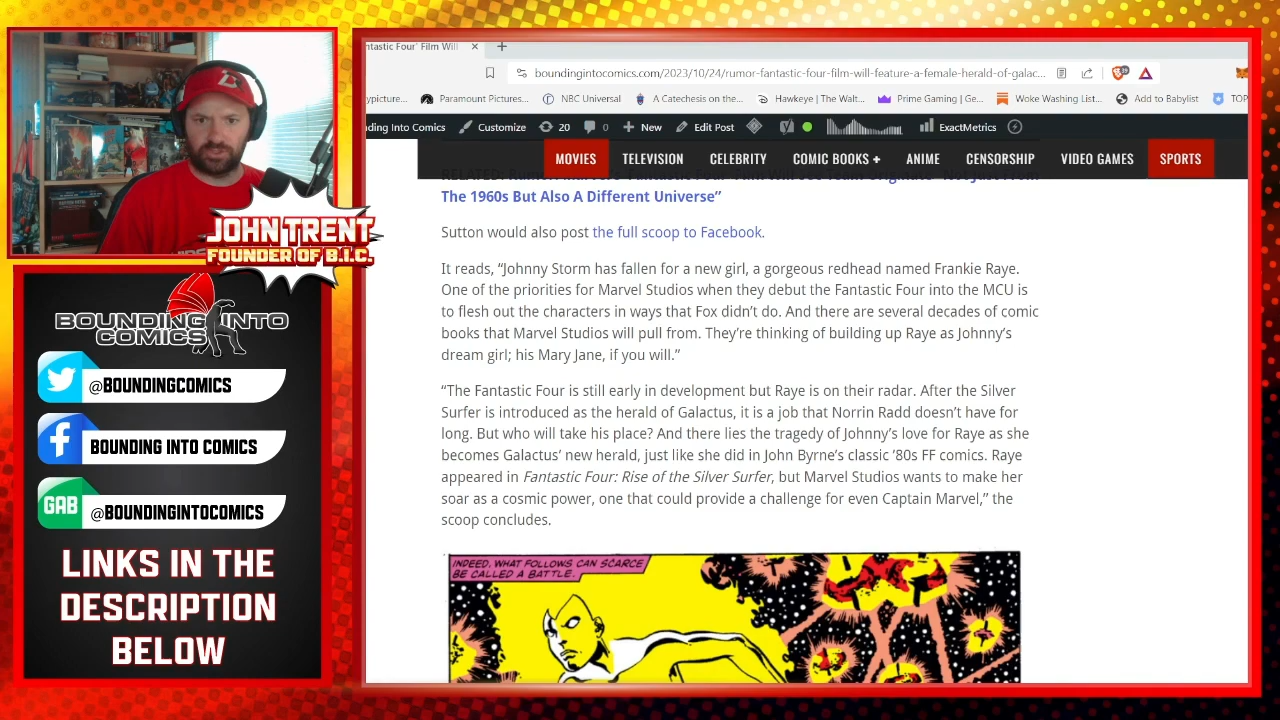 ntastic Four' Film Will
boundingintocomics.com/2023/10/24/rumor-fantastic-four-film-will-feature-a-female-herald-of-galac...
ypicture...
Paramount Pictures...
NBC Universal
A Catechesis on the...
Hawkeye | The Walt...
Prime Gaming | Ge...
Woke Washing List...
Add to Babylist
TOP
nding Into Comics
Customize
20
0
New
Edit Post
ExactMetrics
MOVIES
TELEVISION
CELEBRITY
COMIC BOOKS +
ANIME
CENSORSHIP
VIDEO GAMES
SPORTS
The 1960s But Also A Different Universe”
Sutton would also post the full scoop to Facebook.
It reads, “Johnny Storm has fallen for a new girl, a gorgeous redhead named Frankie Raye.
One of the priorities for Marvel Studios when they debut the Fantastic Four into the MCU is
to flesh out the characters in ways that Fox didn’t do. And there are several decades of comic
books that Marvel Studios will pull from. They’re thinking of building up Raye as Johnny’s
dream girl; his Mary Jane, if you will.”
“The Fantastic Four is still early in development but Raye is on their radar. After the Silver
Surfer is introduced as the herald of Galactus, it is a job that Norrin Radd doesn’t have for
long. But who will take his place? And there lies the tragedy of Johnny’s love for Raye as she
becomes Galactus’ new herald, just like she did in John Byrne’s classic ’80s FF comics. Raye
appeared in Fantastic Four: Rise of the Silver Surfer, but Marvel Studios wants to make her
soar as a cosmic power, one that could provide a challenge for even Captain Marvel,” the
scoop concludes.
INDEED, WHAT FOLLOWS CAN SCARCE
BE CALLED A BATTLE.
JOHN TRENT
FOUNDER OF B.I.C.
BOUNDING INTO
COMICS
@BOUNDINGCOMICS
BOUNDING INTO COMICS
GAB
@BOUNDINGINTOCOMICS
LINKS IN THE
DESCRIPTION
BELOW